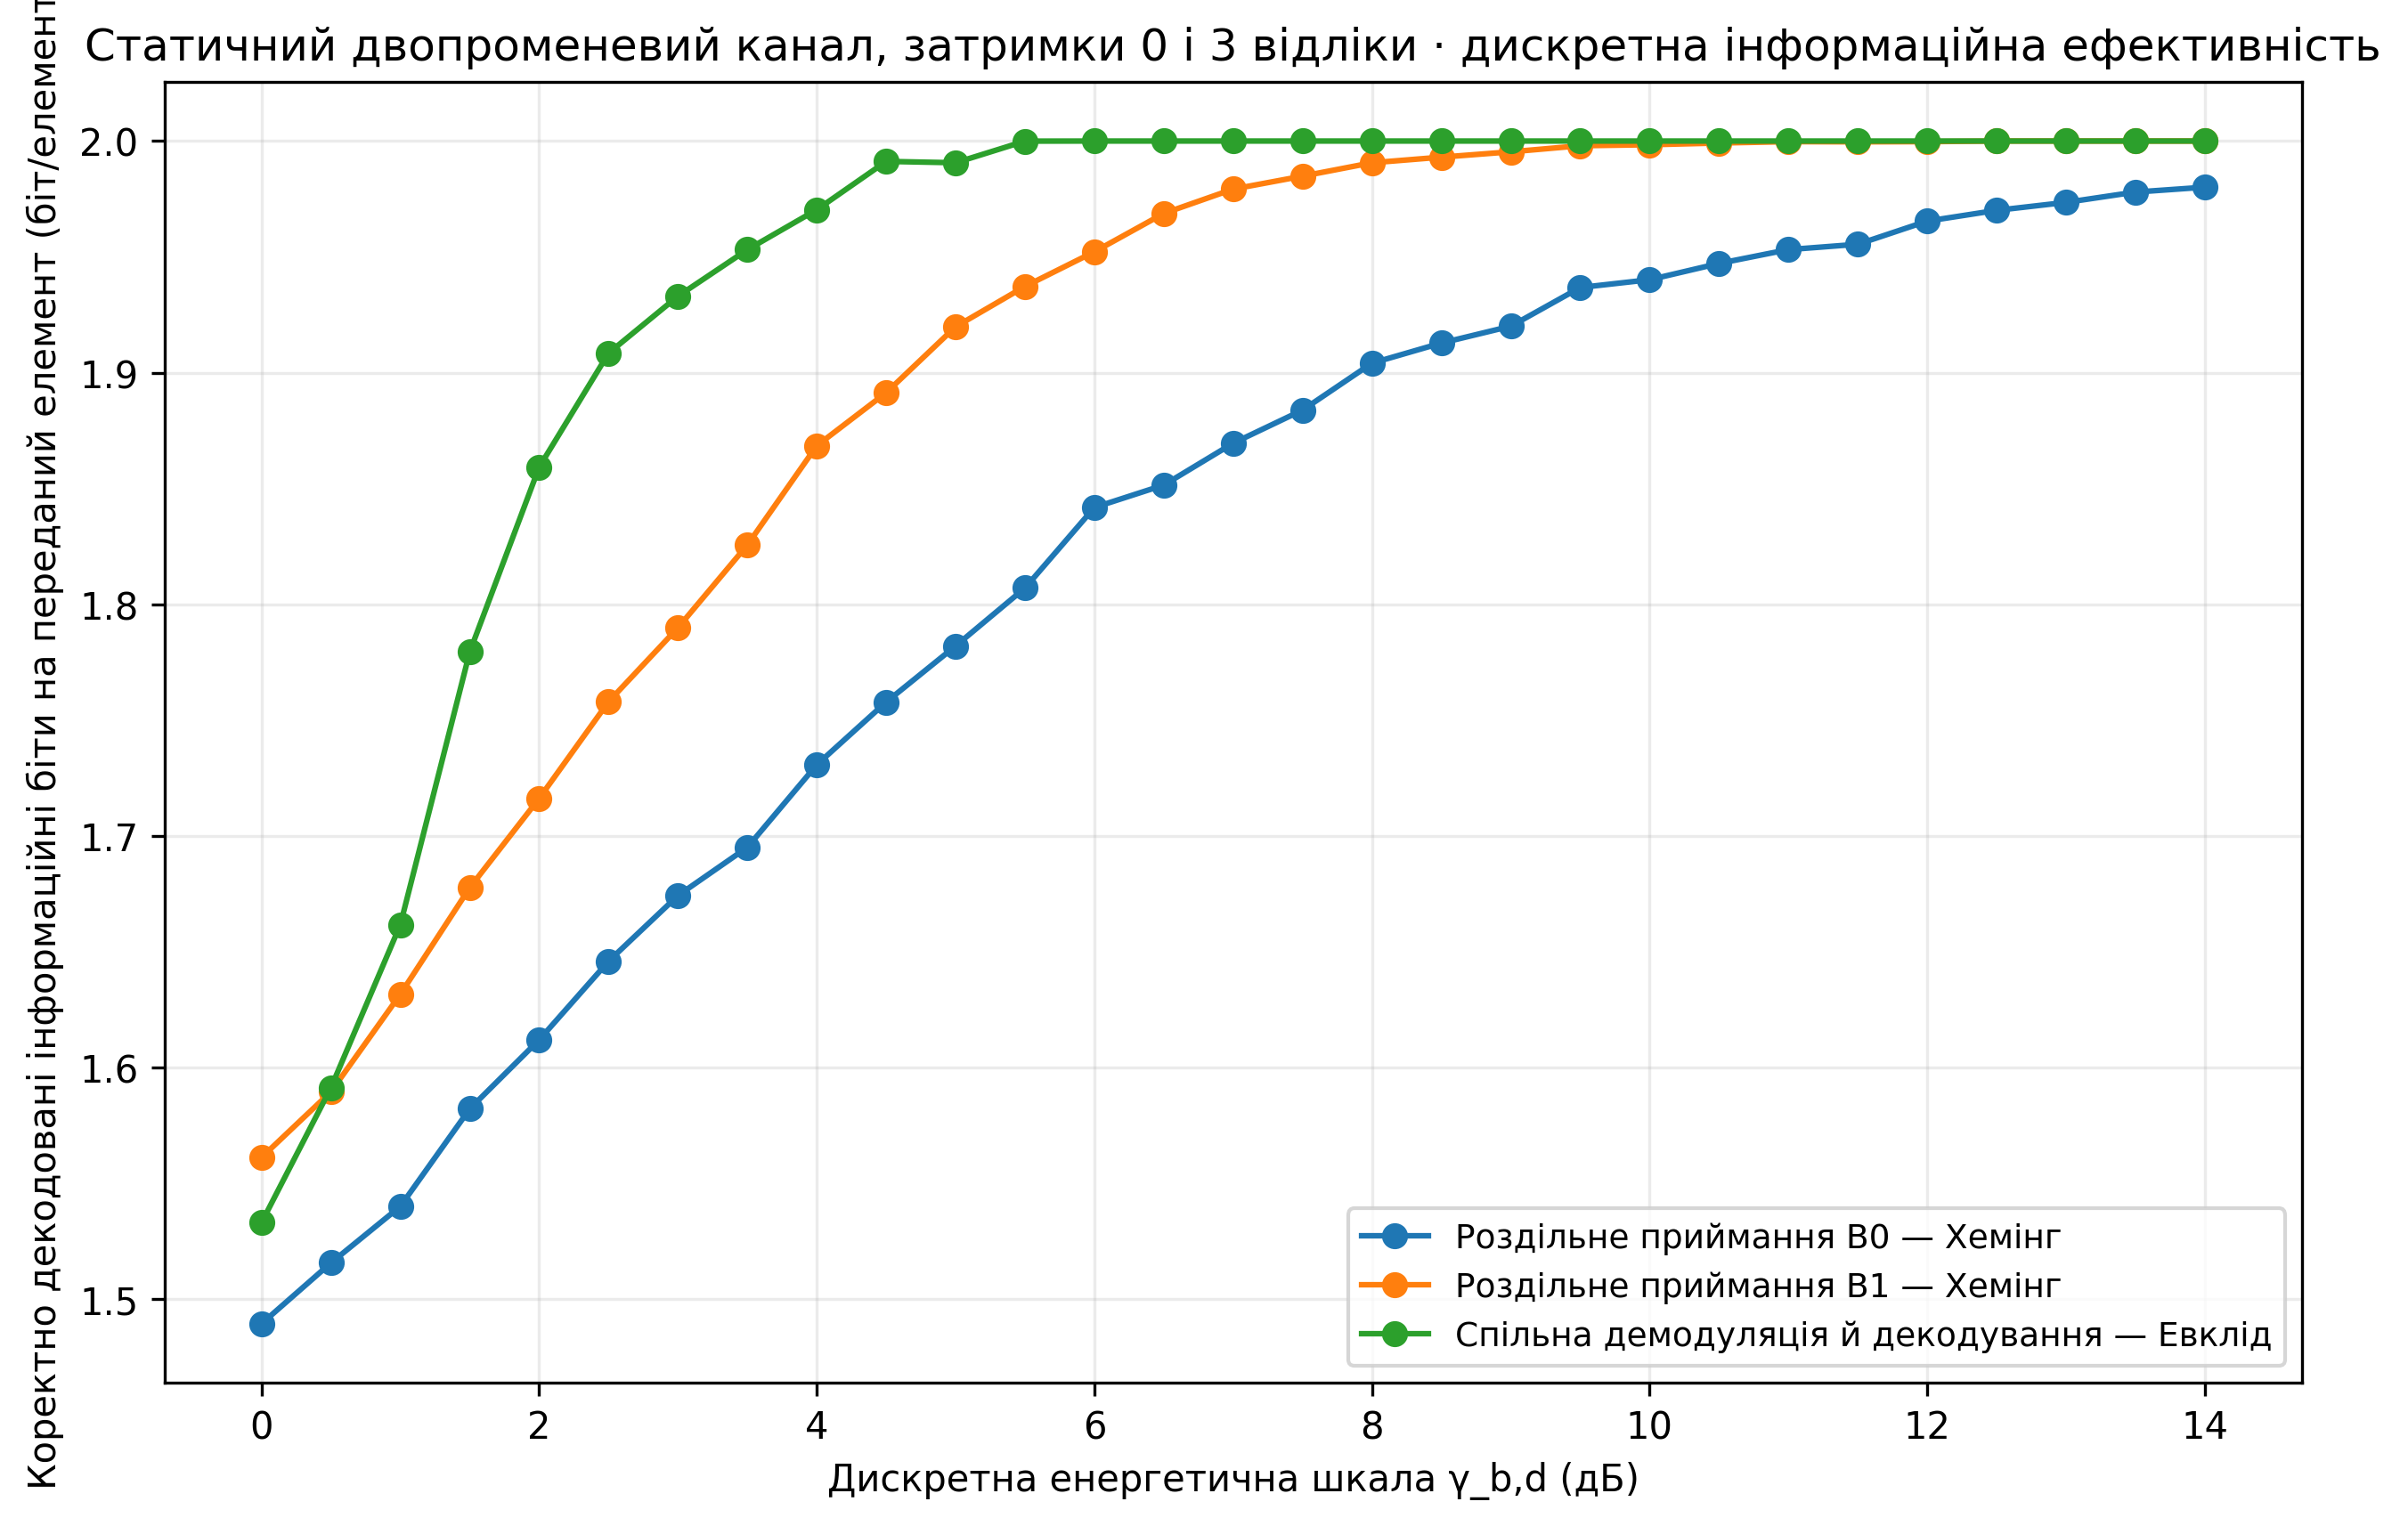 Статичний двопроменевий канал, затримки 0 і 3 відліки · дискретна інформаційна ефективність
Коректно декодовані інформаційні біти на переданий елемент (біт/елемент
2.0
1.9
1.8
1.7
1.6
1.5
0 2 4 6 8 10 12 14
Дискретна енергетична шкала γ_b,d (дБ)
Роздільне приймання B0 — Хемінг
Роздільне приймання B1 — Хемінг
Спільна демодуляція й декодування — Евклід